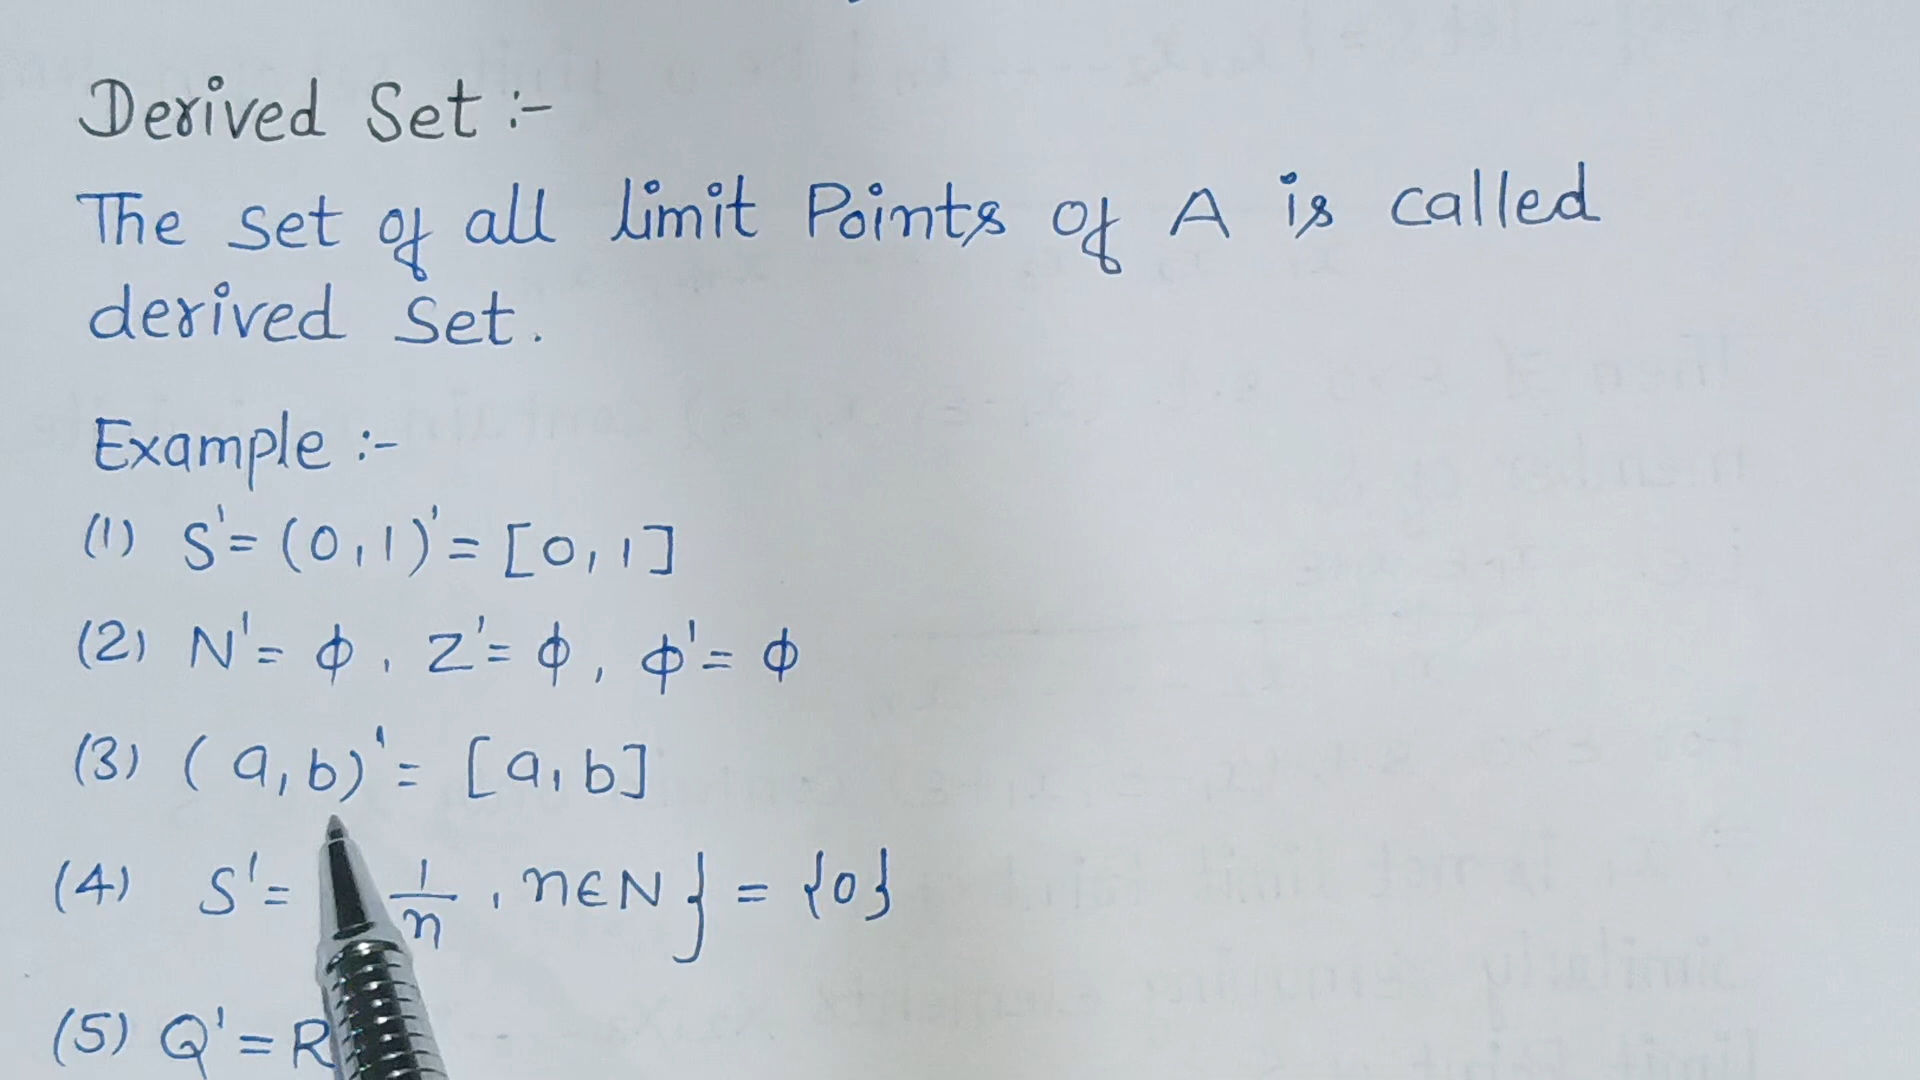 Derived Set :-
The set of all limit Points of A is called
derived Set.
Example :-
(1) S' = (0,1)' = [0,1]
(2) N' = ϕ, Z' = ϕ, ϕ' = ϕ
(3) (a,b)' = [a,b]
(4) S' = 1/n, n∈N} = {0}
(5) Q' = R